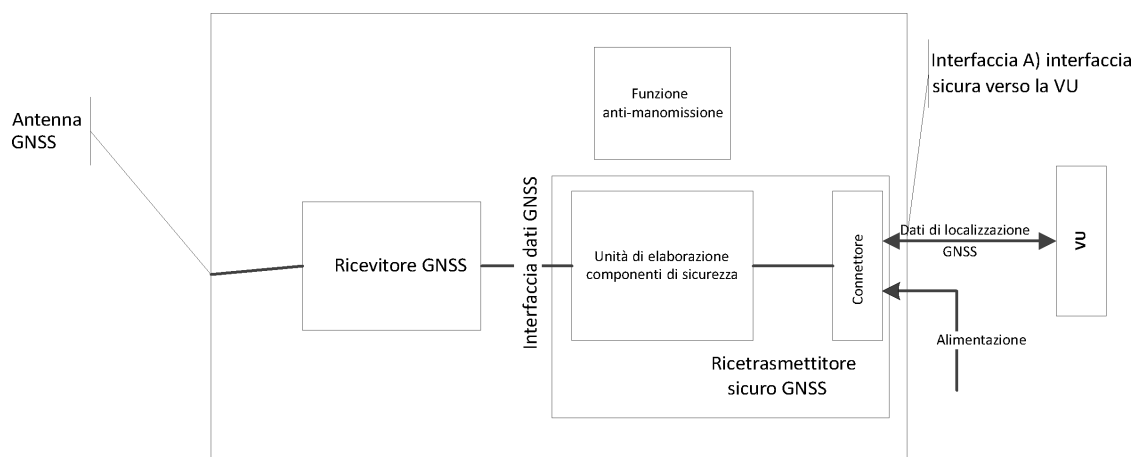 Antenna
GNSS
Ricevitore GNSS
Interfaccia dati GNSS
Funzione
anti-manomissione
Unità di elaborazione
componenti di sicurezza
Connettore
Ricetrasmettitore
sicuro GNSS
Interfaccia A) interfaccia
sicura verso la VU
Dati di localizzazione
GNSS
VU
Alimentazione